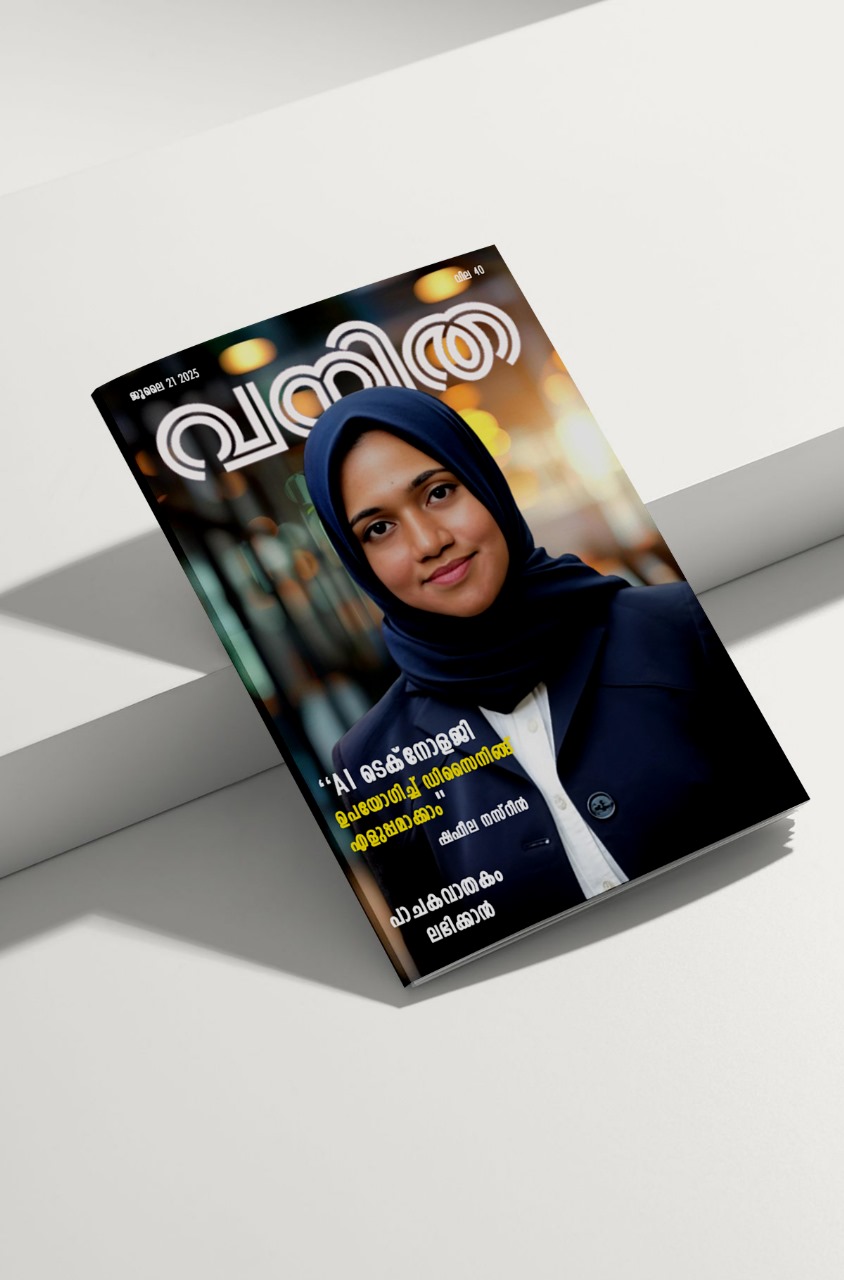 വില 40
ജൂലൈ 21 2025
വനിത
“AI ടെക്നോളജി
ഉപയോഗിച്ച് ഡിസൈനിങ്ങ്
എളുപ്പമാക്കാം"
ഷഫീല നസ്റിൻ
പാചകവാതകം
ലഭിക്കാൻ